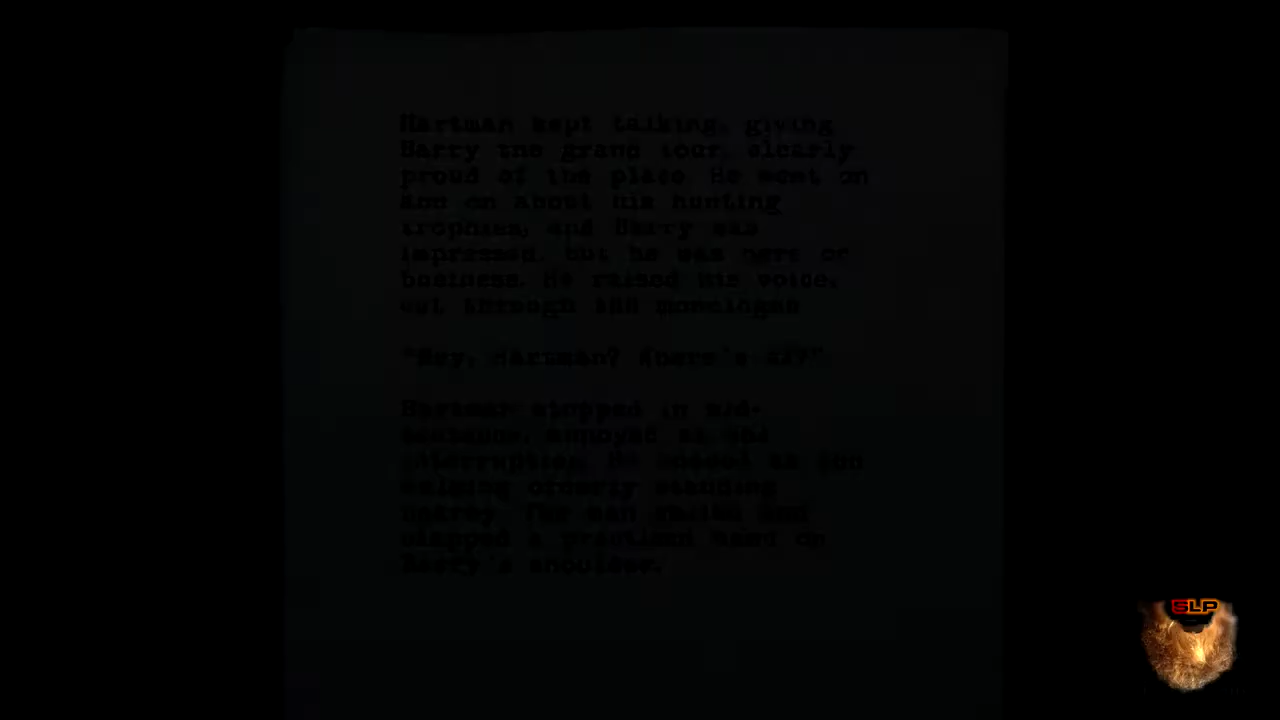 Hartman kept talking, giving
Barry the grand tour, clearly
proud of the place. He went on
and on about his hunting
trophies, and Barry was
impressed, but he was here on
business. He raised his voice,
cut through the monologue
"Hey, Hartman? Where's
Hartman stopped in mid-
sentence, annoyed at the
interruption. He nodded at the
bulging orderly standing
nearby. The man smiled and
slapped a practiced hand on
Barry's shoulder.
SLP